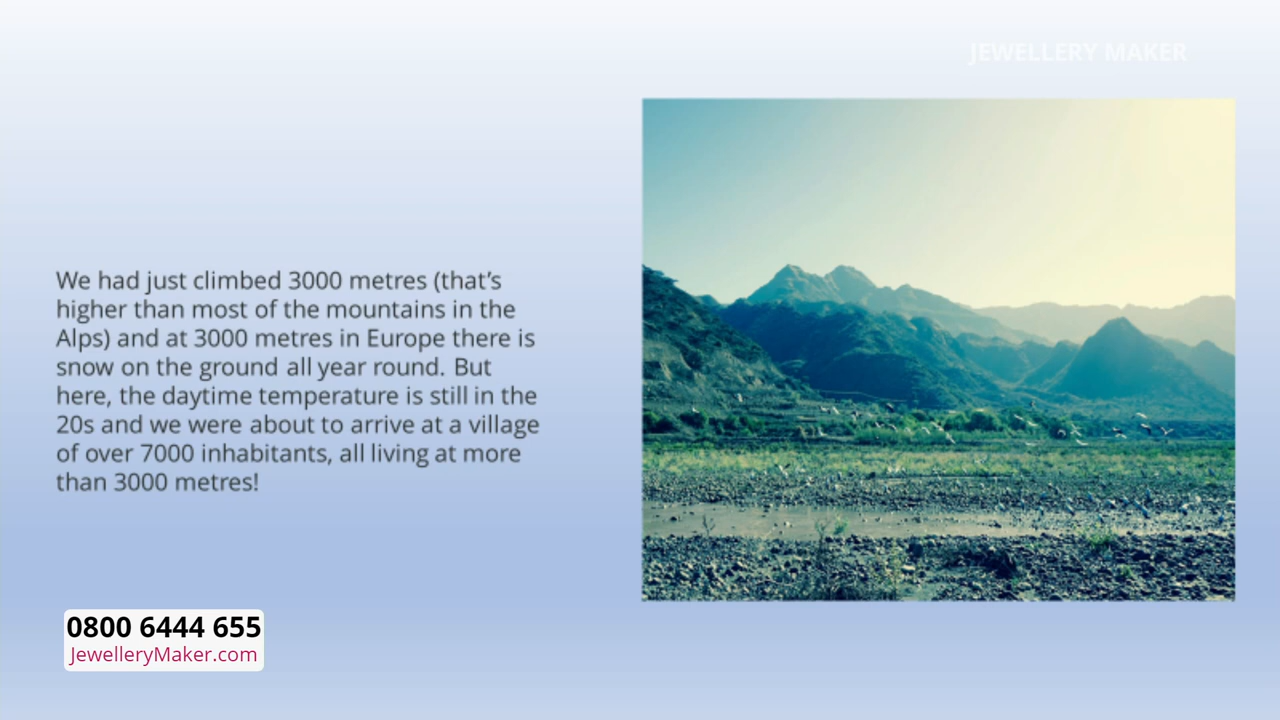 JEWELLERY MAKER
We had just climbed 3000 metres (that’s
higher than most of the mountains in the
Alps) and at 3000 metres in Europe there is
snow on the ground all year round. But
here, the daytime temperature is still in the
20s and we were about to arrive at a village
of over 7000 inhabitants, all living at more
than 3000 metres!
0800 6444 655
JewelleryMaker.com